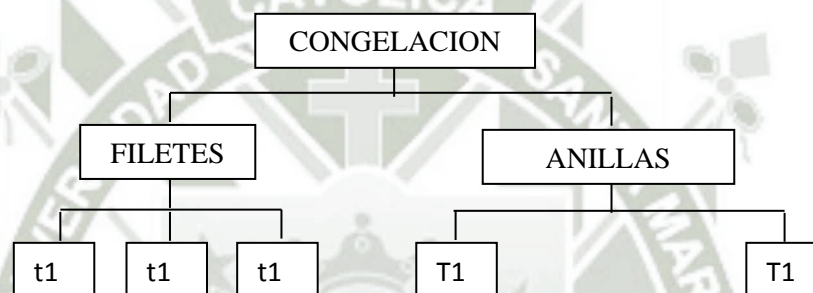 CONGELACION
FILETES
ANILLAS
t1 t1 t1 T1 T1